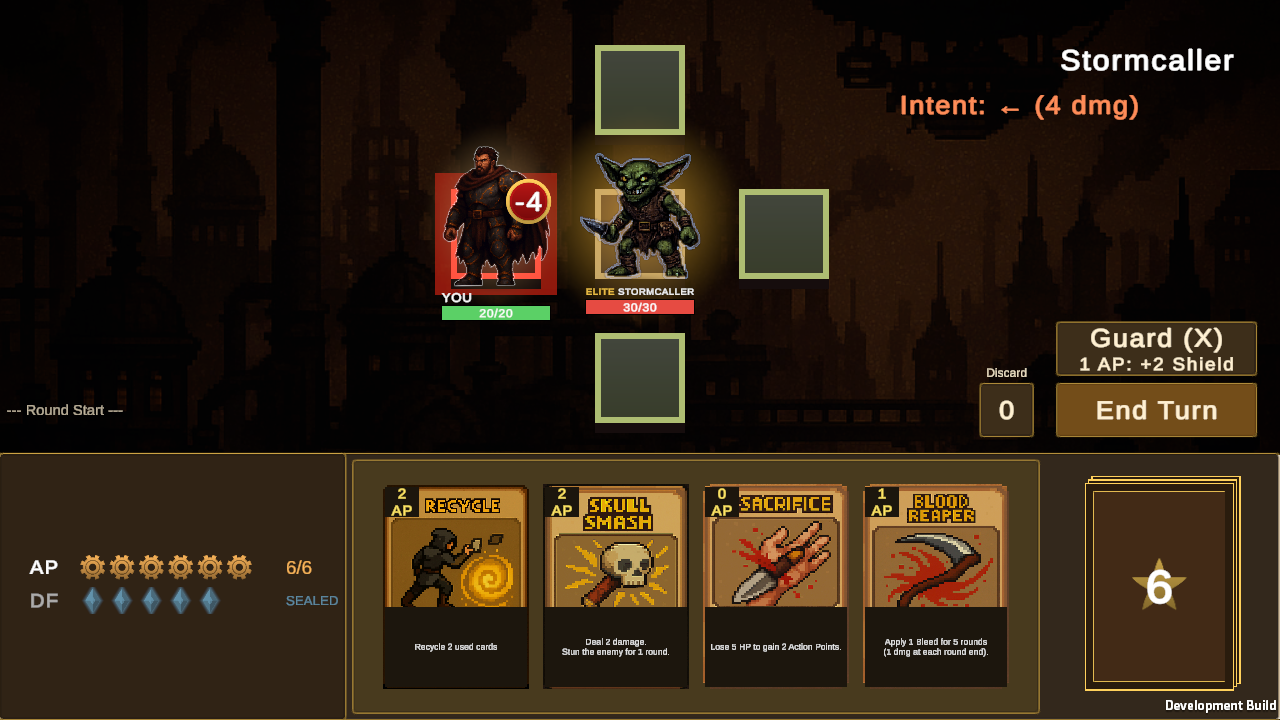 Stormcaller
Intent: ← (4 dmg)
-4
YOU
20/20
ELITE STORMCALLER
30/30
Guard (X)
1 AP: +2 Shield
Discard
0
End Turn
--- Round Start ---
AP
6/6
DF
SEALED
2
AP
RECYCLE
Recycle 2 used cards
2
AP
SKULL
SMASH
Deal 2 damage.
Stun the enemy for 1 round.
0
AP
SACRIFICE
Lose 5 HP to gain 2 Action Points.
1
AP
BLOOD
REAPER
Apply 1 Bleed for 5 rounds
(1 dmg at each round end).
6
Development Build